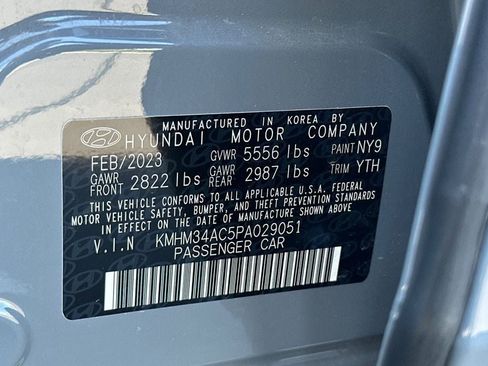 MANUFACTURED IN KOREA BY
HYUNDAI MOTOR COMPANY
FEB/2023 GVWR 5556 lbs PAINT NY9
GAWR FRONT 2822 lbs GAWR REAR 2987 lbs TRIM YTH
THIS VEHICLE CONFORMS TO ALL APPLICABLE U.S.A. FEDERAL
MOTOR VEHICLE SAFETY, BUMPER, AND THEFT PREVENTION STANDARDS
IN EFFECT ON THE DATE OF MANUFACTURE SHOWN ABOVE.
V.I.N KMHM34AC5PA029051
PASSENGER CAR